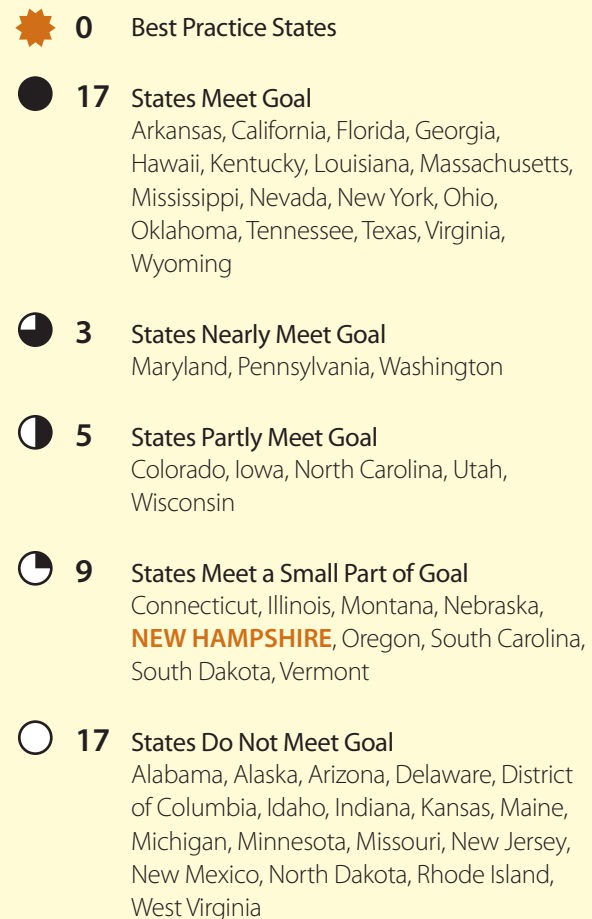 0 Best Practice States
17 States Meet Goal
Arkansas, California, Florida, Georgia,
Hawaii, Kentucky, Louisiana, Massachusetts,
Mississippi, Nevada, New York, Ohio,
Oklahoma, Tennessee, Texas, Virginia,
Wyoming
3 States Nearly Meet Goal
Maryland, Pennsylvania, Washington
5 States Partly Meet Goal
Colorado, Iowa, North Carolina, Utah,
Wisconsin
9 States Meet a Small Part of Goal
Connecticut, Illinois, Montana, Nebraska,
NEW HAMPSHIRE, Oregon, South Carolina,
South Dakota, Vermont
17 States Do Not Meet Goal
Alabama, Alaska, Arizona, Delaware, District
of Columbia, Idaho, Indiana, Kansas, Maine,
Michigan, Minnesota, Missouri, New Jersey,
New Mexico, North Dakota, Rhode Island,
West Virginia